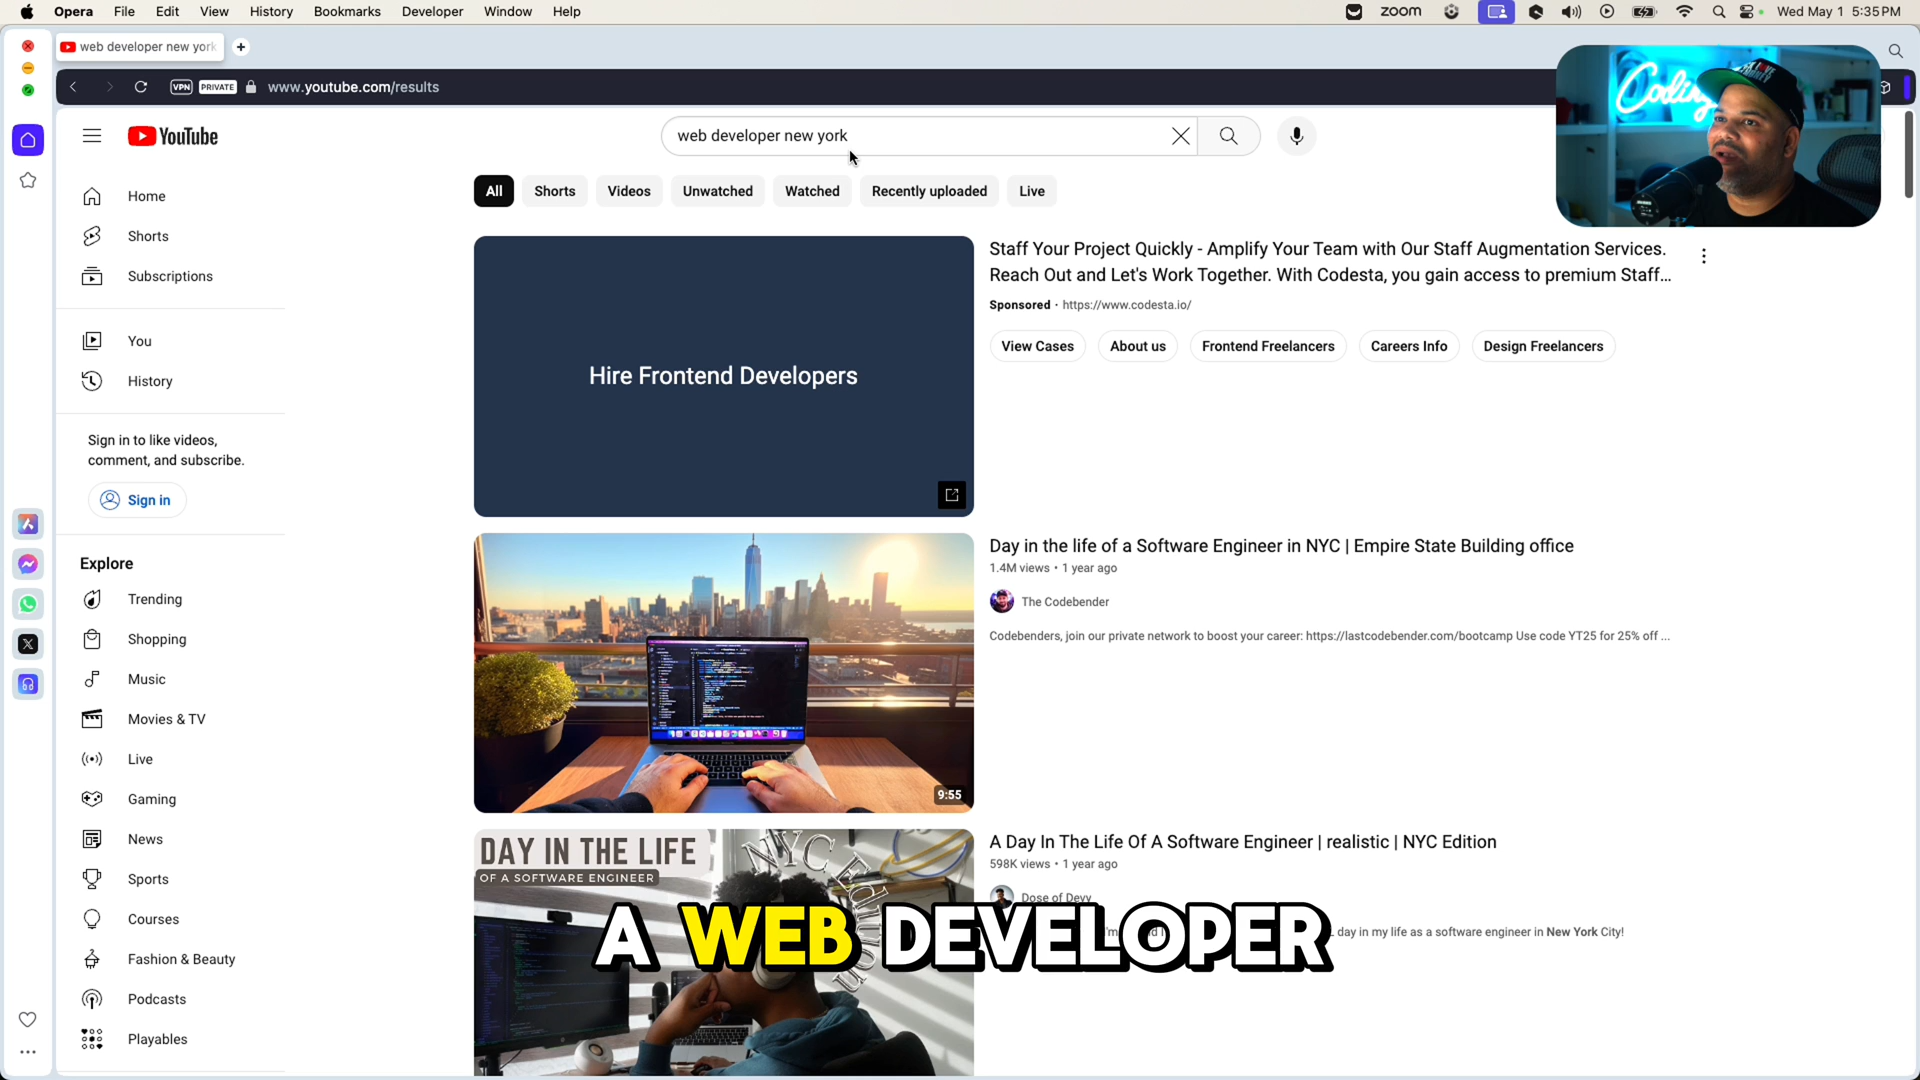 Opera File Edit View History Bookmarks Developer Window Help
zoom
Wed May 1 5:35 PM
web developer new york
VPN PRIVATE www.youtube.com/results
YouTube
web developer new york
All Shorts Videos Unwatched Watched Recently uploaded Live
Home
Shorts
Subscriptions
You
History
Sign in to like videos,
comment, and subscribe.
Sign in
Explore
Trending
Shopping
Music
Movies & TV
Live
Gaming
News
Sports
Courses
Fashion & Beauty
Podcasts
Playables
Coding
Hire Frontend Developers
Staff Your Project Quickly - Amplify Your Team with Our Staff Augmentation Services.
Reach Out and Let's Work Together. With Codesta, you gain access to premium Staff...
Sponsored · https://www.codesta.io/
View Cases About us Frontend Freelancers Careers Info Design Freelancers
9:55
Day in the life of a Software Engineer in NYC | Empire State Building office
1.4M views • 1 year ago
The Codebender
Codebenders, join our private network to boost your career: https://lastcodebender.com/bootcamp Use code YT25 for 25% off ...
DAY IN THE LIFE
OF A SOFTWARE ENGINEER
A Day In The Life Of A Software Engineer | realistic | NYC Edition
598K views • 1 year ago
Dose of Devy
day in my life as a software engineer in New York City!
A WEB DEVELOPER